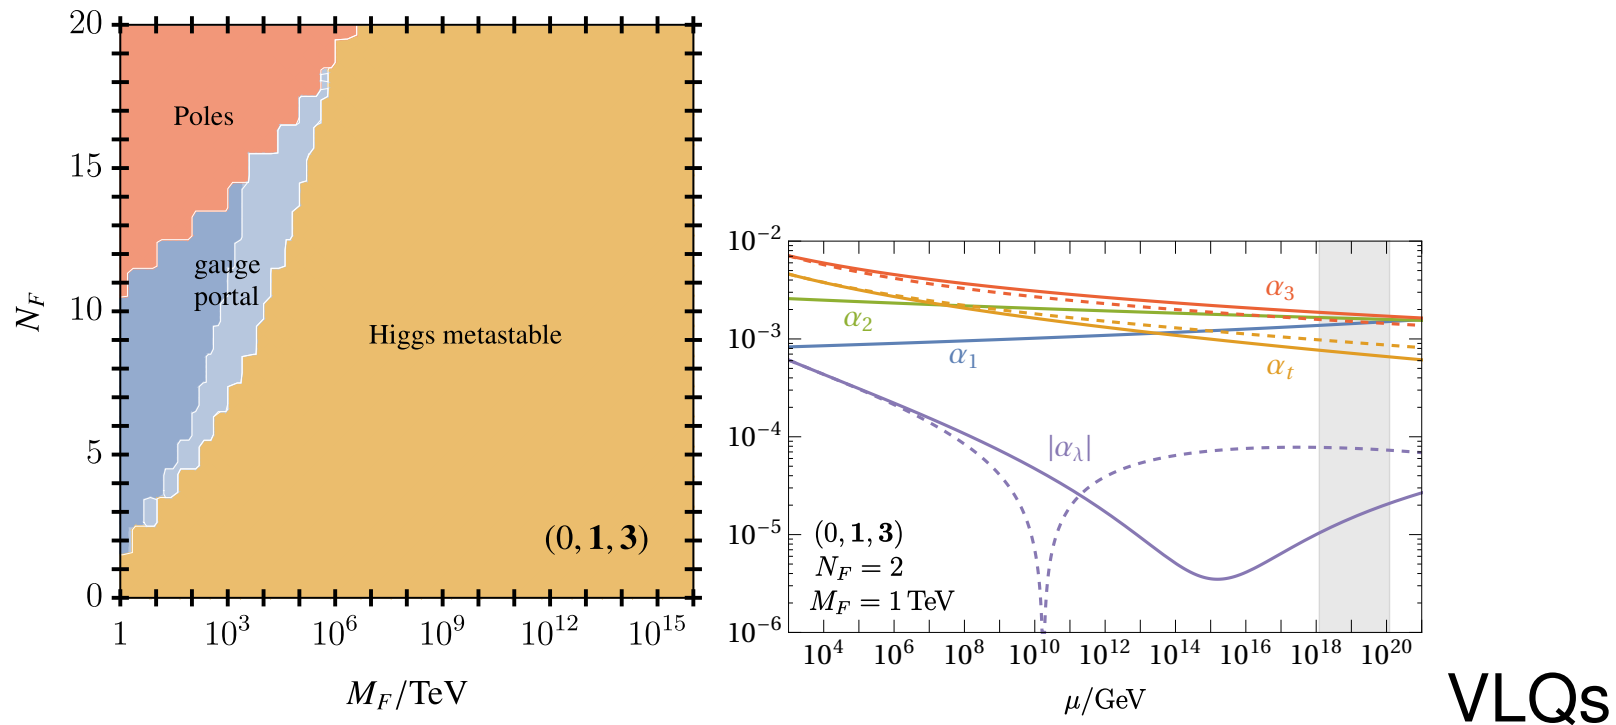 20
15
10
5
0
N_F
Poles
gauge
portal
Higgs metastable
(0, 1, 3)
1 10^3 10^6 10^9 10^12 10^15
M_F/TeV
10^-2
10^-3
10^-4
10^-5
10^-6
α_3
α_2
α_1
α_t
|α_λ|
(0, 1, 3)
N_F = 2
M_F = 1 TeV
10^4 10^6 10^8 10^10 10^12 10^14 10^16 10^18 10^20
μ/GeV
VLQs